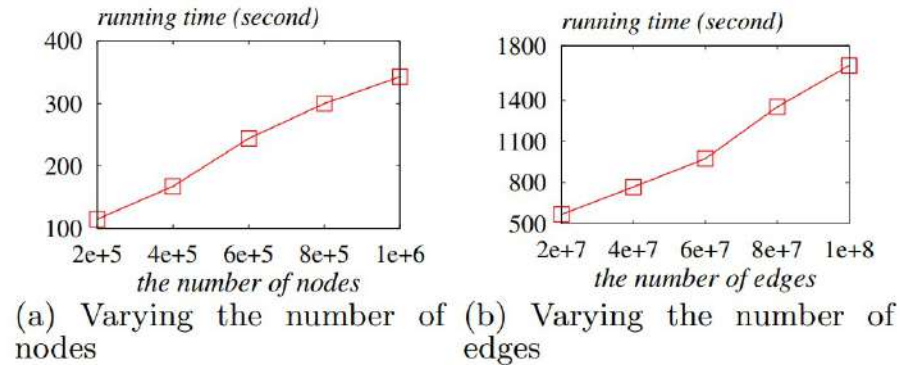 running time (second)
400
300
200
100
2e+5 4e+5 6e+5 8e+5 1e+6
the number of nodes
(a) Varying the number of
nodes
running time (second)
1800
1400
1100
800
500
2e+7 4e+7 6e+7 8e+7 1e+8
the number of edges
(b) Varying the number of
edges